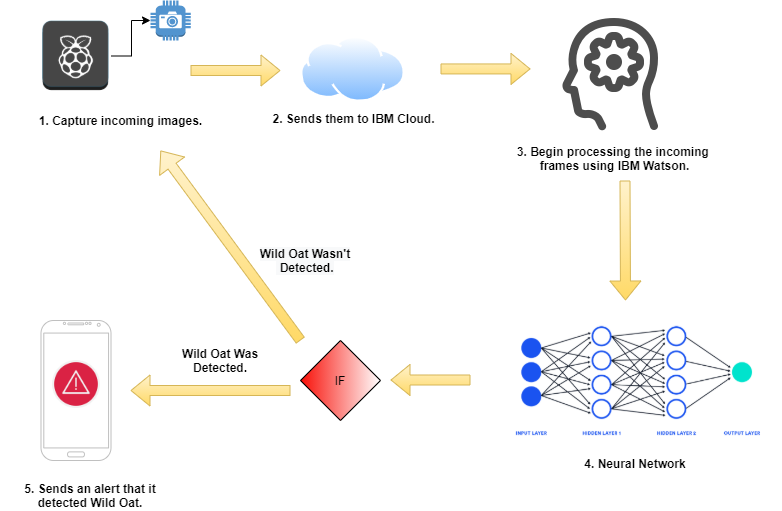 1. Capture incoming images.
2. Sends them to IBM Cloud.
3. Begin processing the incoming
frames using IBM Watson.
Wild Oat Wasn't
Detected.
Wild Oat Was
Detected.
IF
INPUT LAYER
HIDDEN LAYER 1
HIDDEN LAYER 2
OUTPUT LAYER
4. Neural Network
5. Sends an alert that it
detected Wild Oat.